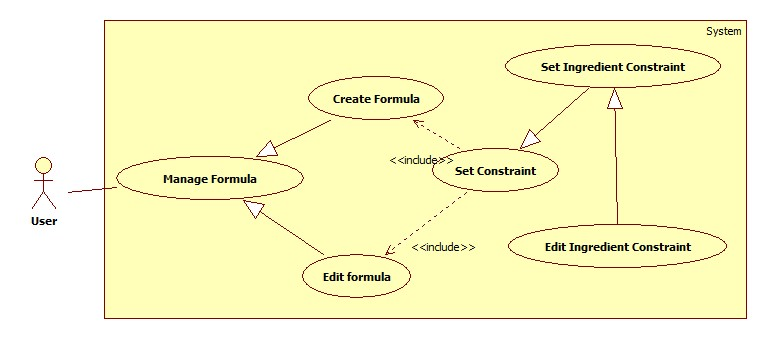 System
Set Ingredient Constraint
Create Formula
<<include>>
Set Constraint
Manage Formula
User
<<include>>
Edit Ingredient Constraint
Edit formula